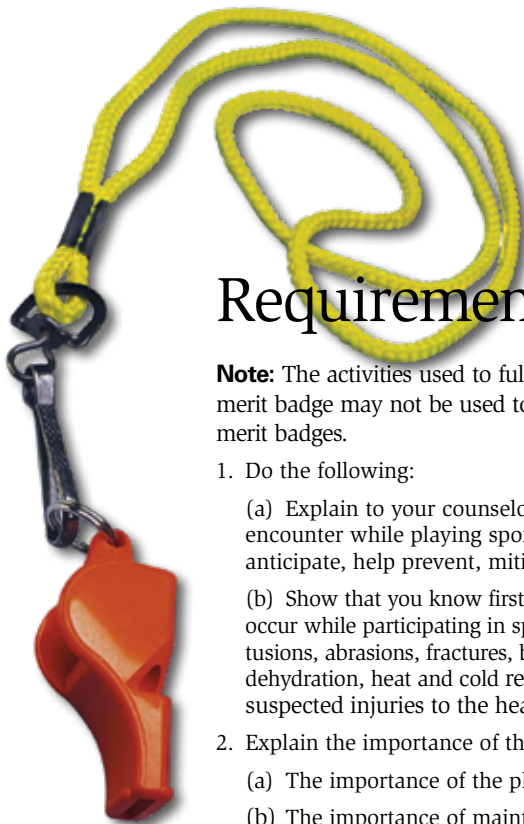 Requiremen
Note: The activities used to ful
merit badge may not be used to
merit badges.
1. Do the following:
(a) Explain to your counselo
encounter while playing spor
anticipate, help prevent, miti
(b) Show that you know first
occur while participating in sp
tusions, abrasions, fractures, b
dehydration, heat and cold re
suspected injuries to the hea
2. Explain the importance of th
(a) The importance of the pl
(b) The importance of maint